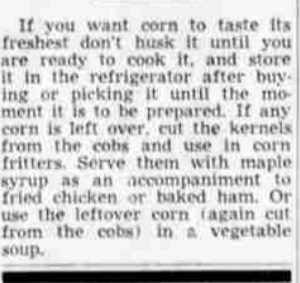 If you want corn to taste its
freshest don't husk it until you
are ready to cook it, and store
it in the refrigerator after buy-
ing or picking it until the mo-
ment it is to be prepared. If any
corn is left over, cut the kernels
from the cobs and use in corn
fritters. Serve them with maple
syrup as an accompaniment to
fried chicken or baked ham. Or
use the leftover corn (again cut
from the cobs) in a vegetable
soup.